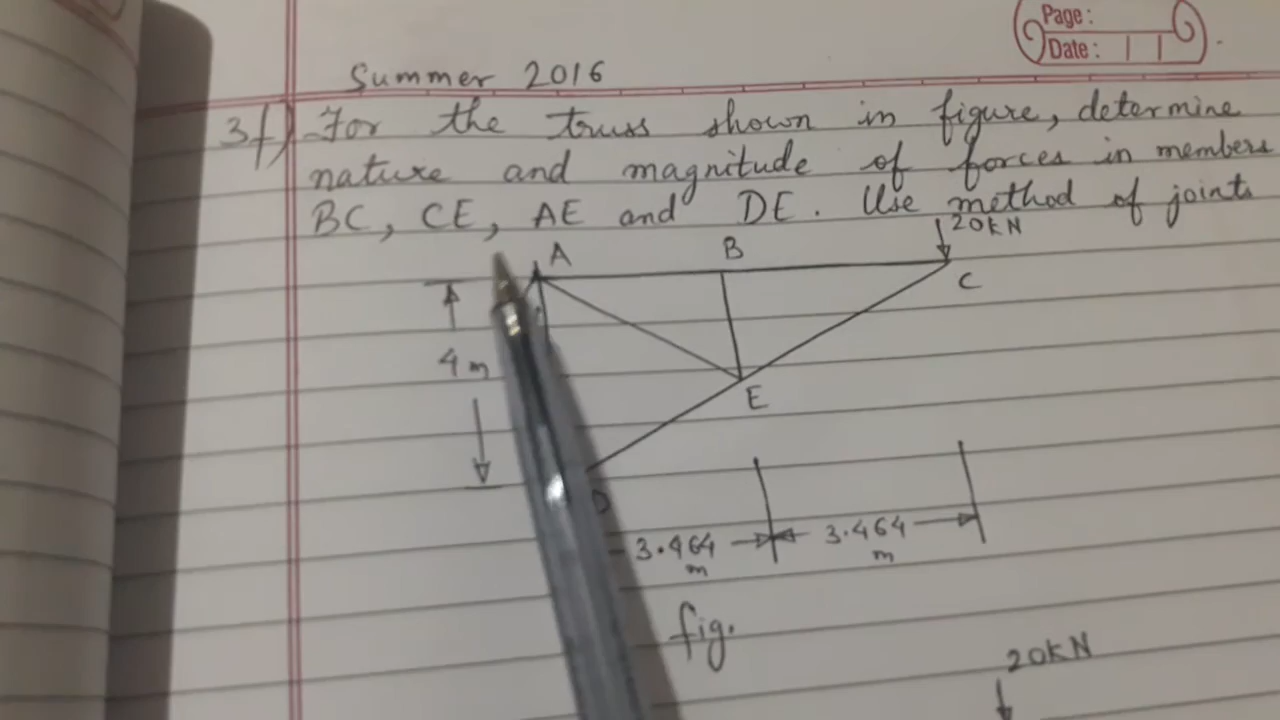 Page :
Date :
Summer 2016
3f) For the truss shown in figure, determine
nature and magnitude of forces in members
BC, CE, AE and DE. Use method of joints
20kN
A B
C
4 m
E
D
3.464 3.464
m m
fig.
20kN